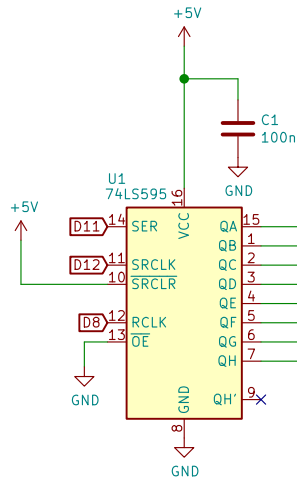 +5V
C1
100n
GND
U1
74LS595
16
VCC
+5V
D11 14 SER QA 15
QB 1
D12 11 SRCLK QC 2
10 SRCLR QD 3
QE 4
D8 12 RCLK QF 5
13 OE QG 6
QH 7
GND
GND QH' 9
8
GND